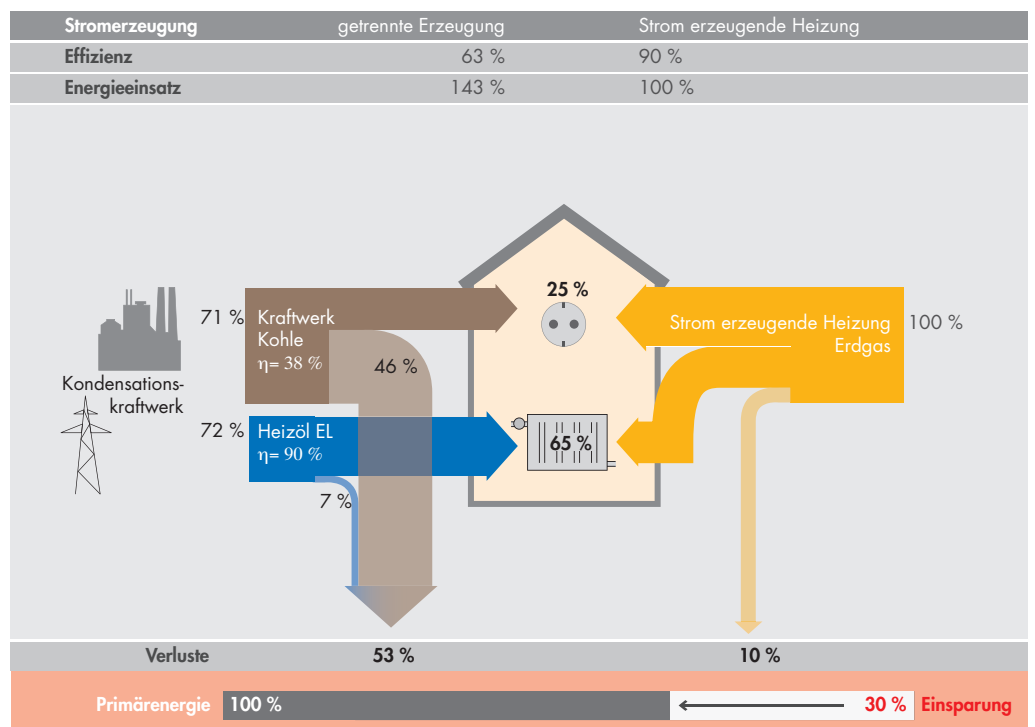 Stromerzeugung getrennte Erzeugung Strom erzeugende Heizung
Effizienz 63 % 90 %
Energieeinsatz 143 % 100 %
25 %
71 % Kraftwerk
Kohle
η= 38 %
46 %
Strom erzeugende Heizung
Erdgas
100 %
Kondensations-
kraftwerk
72 % Heizöl EL
η= 90 %
65 %
7 %
Verluste 53 % 10 %
Primärenergie 100 % 30 % Einsparung